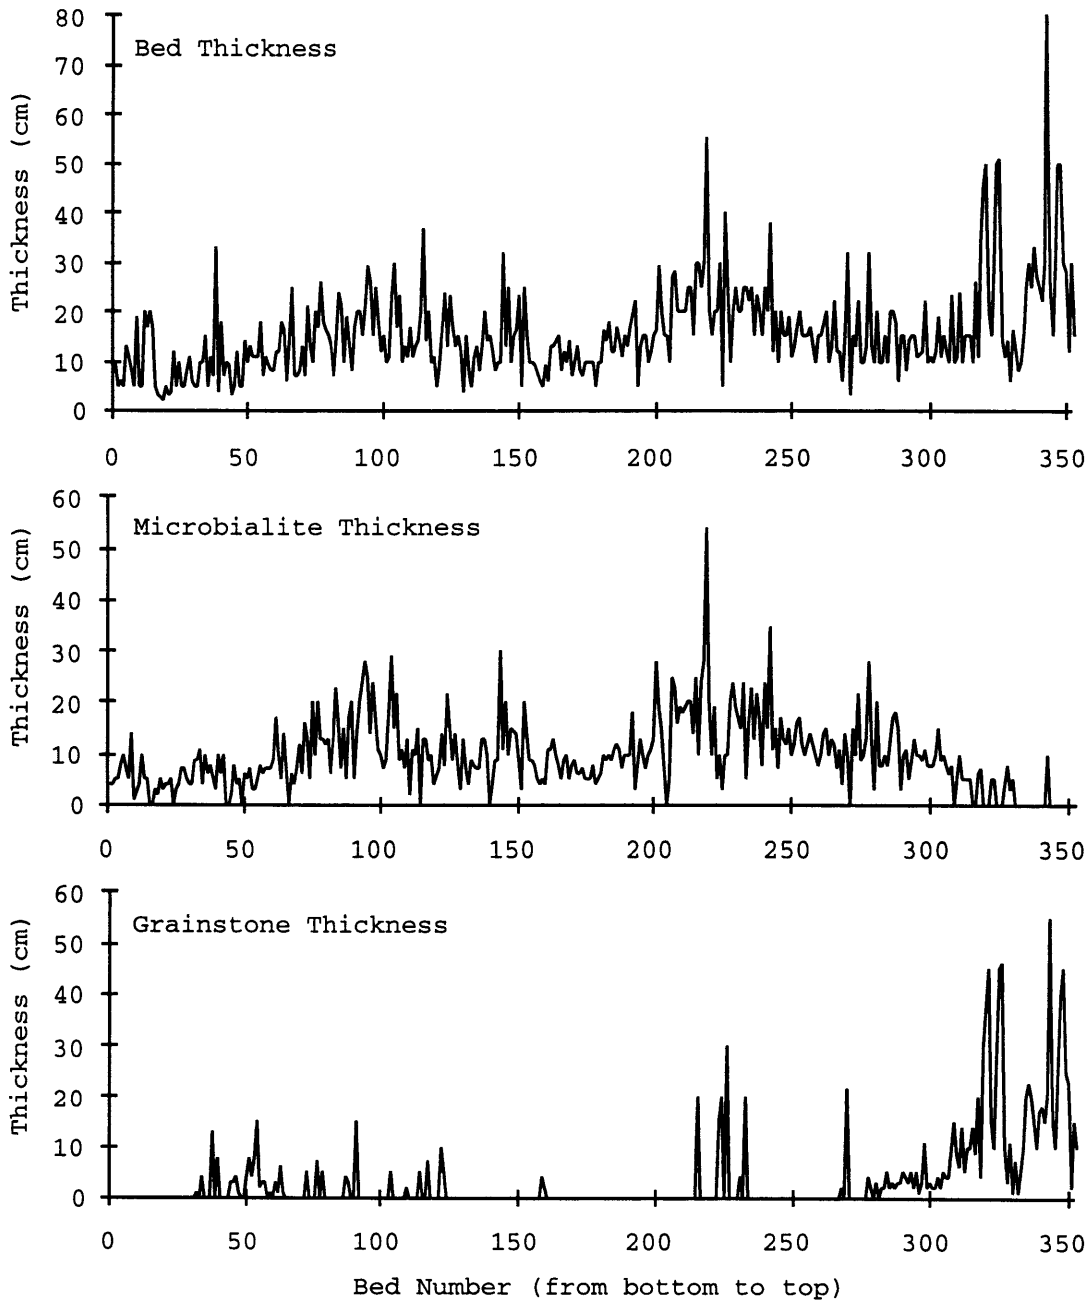 80
Bed Thickness
70
60
50
40
30
20
10
0
Thickness (cm)
0 50 100 150 200 250 300 350
60
Microbialite Thickness
50
40
30
20
10
0
Thickness (cm)
0 50 100 150 200 250 300 350
60
Grainstone Thickness
50
40
30
20
10
0
Thickness (cm)
0 50 100 150 200 250 300 350
Bed Number (from bottom to top)